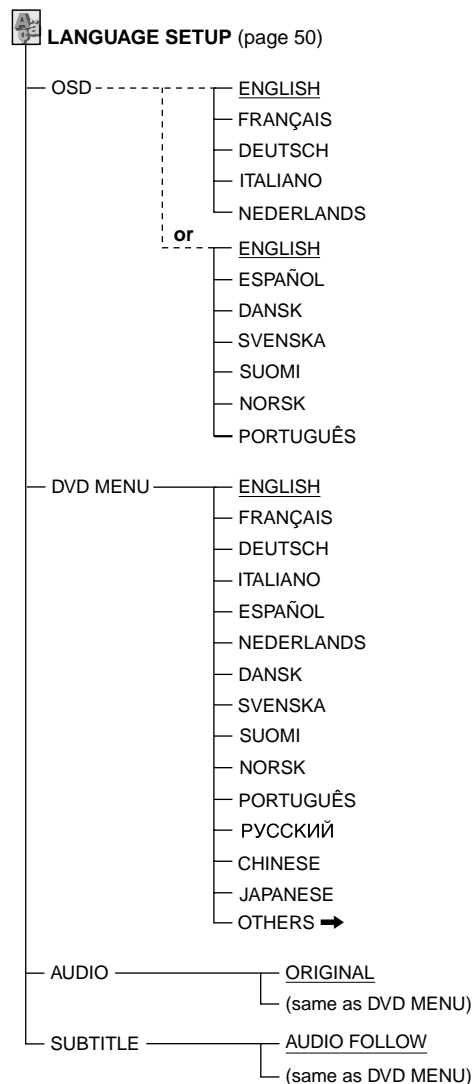 LANGUAGE SETUP (page 50)
OSD
ENGLISH
FRANÇAIS
DEUTSCH
ITALIANO
NEDERLANDS
or
ENGLISH
ESPAÑOL
DANSK
SVENSKA
SUOMI
NORSK
PORTUGUÊS
DVD MENU
ENGLISH
FRANÇAIS
DEUTSCH
ITALIANO
ESPAÑOL
NEDERLANDS
DANSK
SVENSKA
SUOMI
NORSK
PORTUGUÊS
РУССКИЙ
CHINESE
JAPANESE
OTHERS ➡
AUDIO
ORIGINAL
(same as DVD MENU)
SUBTITLE
AUDIO FOLLOW
(same as DVD MENU)